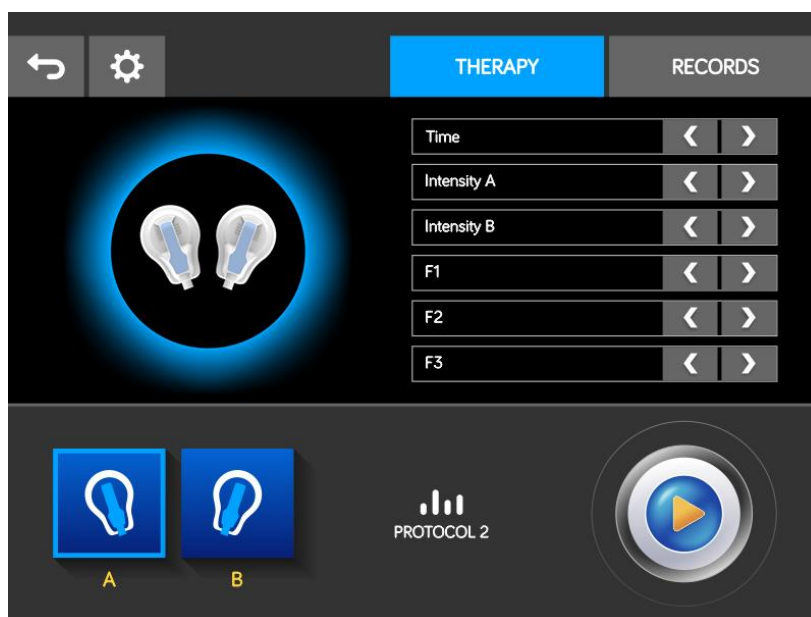 THERAPY
RECORDS
Time
Intensity A
Intensity B
F1
F2
F3
A
B
PROTOCOL 2